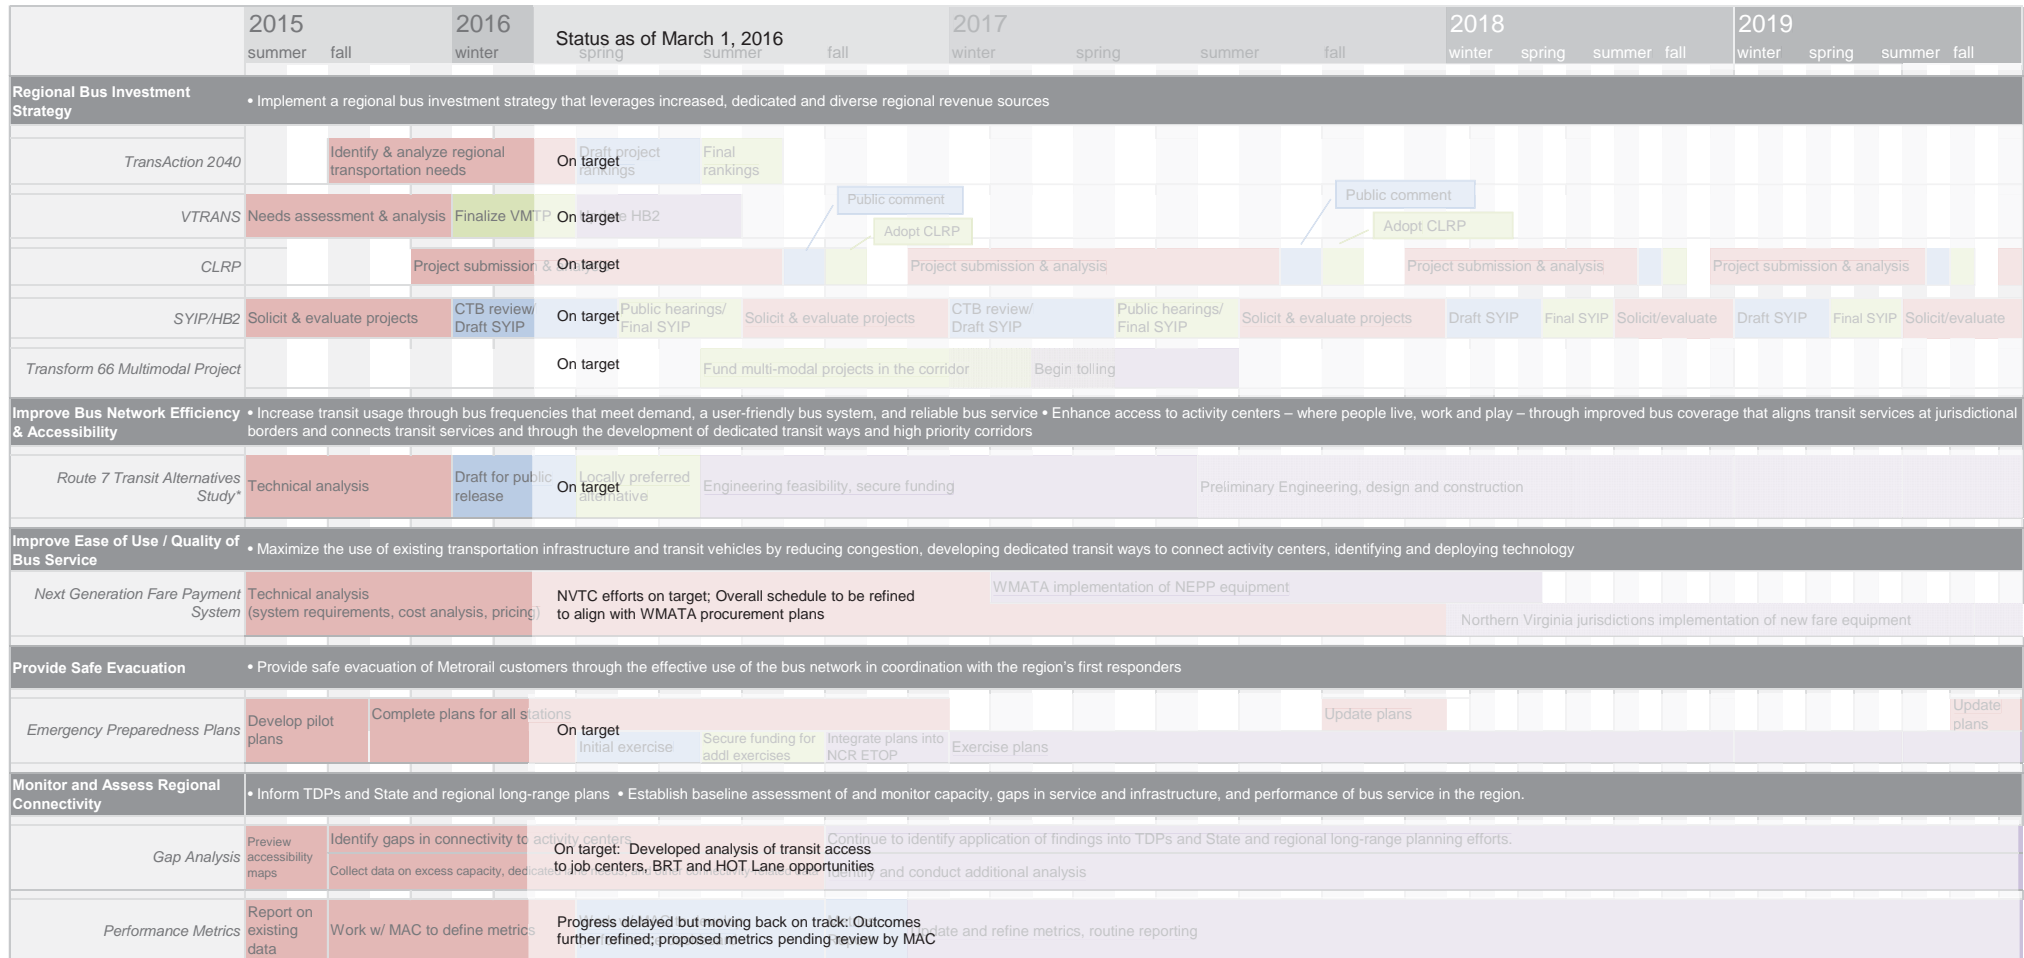 2015 2016 2017 2018 2019
Status as of March 1, 2016
summer fall winter spring summer fall winter spring summer fall winter spring summer fall winter spring summer fall
Regional Bus Investment
Strategy
• Implement a regional bus investment strategy that leverages increased, dedicated and diverse regional revenue sources
TransAction 2040
Identify & analyze regional
transportation needs
On target
Draft project
rankings
Final
rankings
VTRANS
Needs assessment & analysis
Finalize VMTP
On target
HB2
Public comment
Adopt CLRP
Public comment
Adopt CLRP
CLRP
Project submission &
On target
Project submission & analysis
Project submission & analysis
Project submission & analysis
SYIP/HB2
Solicit & evaluate projects
CTB review/
Draft SYIP
On target
Public hearings/
Final SYIP
Solicit & evaluate projects
CTB review/
Draft SYIP
Public hearings/
Final SYIP
Solicit & evaluate projects
Draft SYIP
Final SYIP
Solicit/evaluate
Draft SYIP
Final SYIP
Solicit/evaluate
Transform 66 Multimodal Project
On target
Fund multi-modal projects in the corridor
Begin tolling
Improve Bus Network Efficiency
& Accessibility
• Increase transit usage through bus frequencies that meet demand, a user-friendly bus system, and reliable bus service • Enhance access to activity centers – where people live, work and play – through improved bus coverage that aligns transit services at jurisdictional
borders and connects transit services and through the development of dedicated transit ways and high priority corridors
Route 7 Transit Alternatives
Study*
Technical analysis
Draft for public
release
On target
Locally preferred
alternative
Engineering feasibility, secure funding
Preliminary Engineering, design and construction
Improve Ease of Use / Quality of
Bus Service
• Maximize the use of existing transportation infrastructure and transit vehicles by reducing congestion, developing dedicated transit ways to connect activity centers, identifying and deploying technology
Next Generation Fare Payment
System
Technical analysis
(system requirements, cost analysis, pricing)
NVTC efforts on target; Overall schedule to be refined
to align with WMATA procurement plans
WMATA implementation of NEPP equipment
Northern Virginia jurisdictions implementation of new fare equipment
Provide Safe Evacuation
• Provide safe evacuation of Metrorail customers through the effective use of the bus network in coordination with the region's first responders
Emergency Preparedness Plans
Develop pilot
plans
Complete plans for all stations
On target
Initial exercise
Secure funding for
addl exercises
Integrate plans into
NCR ETOP
Exercise plans
Update plans
Update
plans
Monitor and Assess Regional
Connectivity
• Inform TDPs and State and regional long-range plans • Establish baseline assessment of and monitor capacity, gaps in service and infrastructure, and performance of bus service in the region.
Gap Analysis
Preview
accessibility
maps
Identify gaps in connectivity to activity centers
Collect data on excess capacity,
On target: Developed analysis of transit access
to job centers, BRT and HOT Lane opportunities
Continue to identify application of findings into TDPs and State and regional long-range planning efforts.
Identify and conduct additional analysis
Performance Metrics
Report on
existing
data
Work w/ MAC to define metrics
Progress delayed but moving back on track: Outcomes
further refined; proposed metrics pending review by MAC
Update and refine metrics, routine reporting